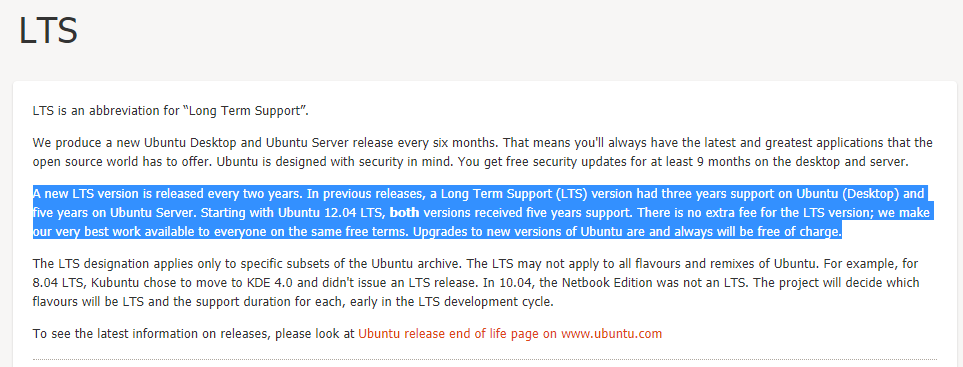 LTS
LTS is an abbreviation for “Long Term Support”.
We produce a new Ubuntu Desktop and Ubuntu Server release every six months. That means you'll always have the latest and greatest applications that the
open source world has to offer. Ubuntu is designed with security in mind. You get free security updates for at least 9 months on the desktop and server.
A new LTS version is released every two years. In previous releases, a Long Term Support (LTS) version had three years support on Ubuntu (Desktop) and
five years on Ubuntu Server. Starting with Ubuntu 12.04 LTS, both versions received five years support. There is no extra fee for the LTS version; we make
our very best work available to everyone on the same free terms. Upgrades to new versions of Ubuntu are and always will be free of charge.
The LTS designation applies only to specific subsets of the Ubuntu archive. The LTS may not apply to all flavours and remixes of Ubuntu. For example, for
8.04 LTS, Kubuntu chose to move to KDE 4.0 and didn't issue an LTS release. In 10.04, the Netbook Edition was not an LTS. The project will decide which
flavours will be LTS and the support duration for each, early in the LTS development cycle.
To see the latest information on releases, please look at Ubuntu release end of life page on www.ubuntu.com